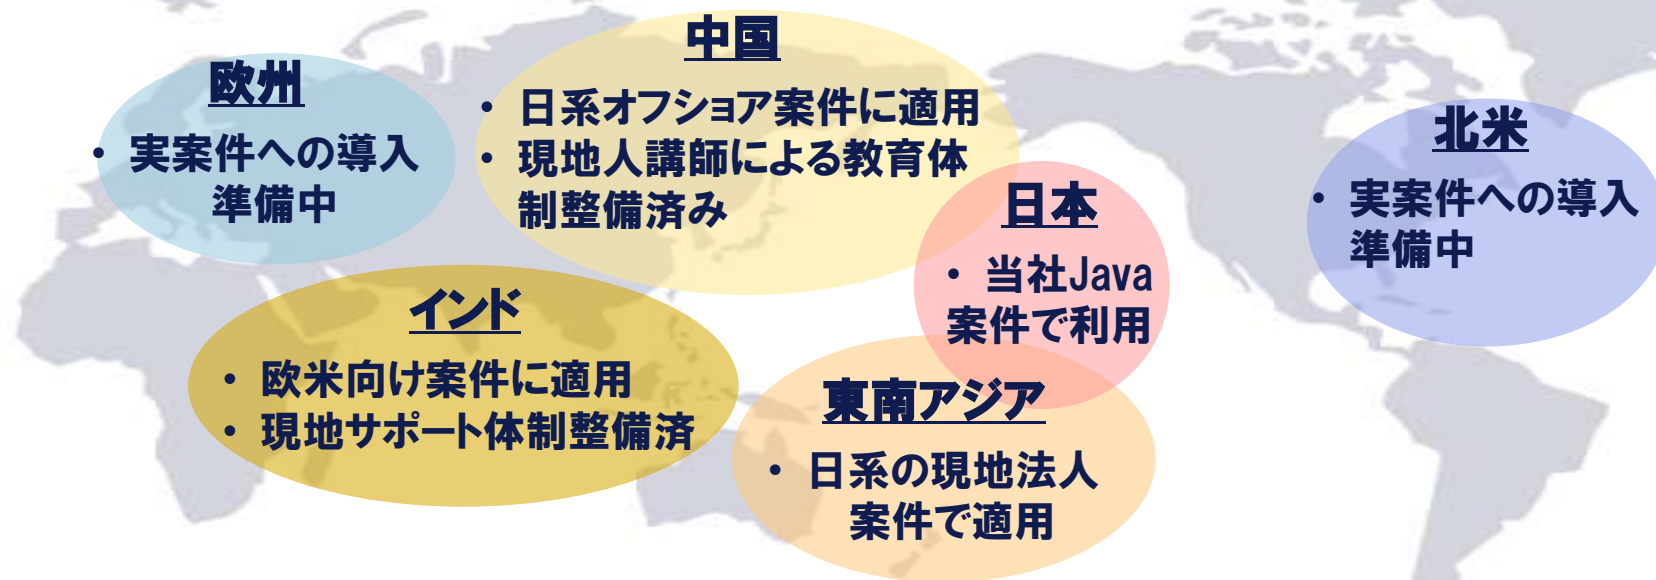 欧州
・実案件への導入
準備中
中国
・日系オフショア案件に適用
・現地人講師による教育体
制整備済み
日本
・当社Java
案件で利用
北米
・実案件への導入
準備中
インド
・欧米向け案件に適用
・現地サポート体制整備済
東南アジア
・日系の現地法人
案件で適用